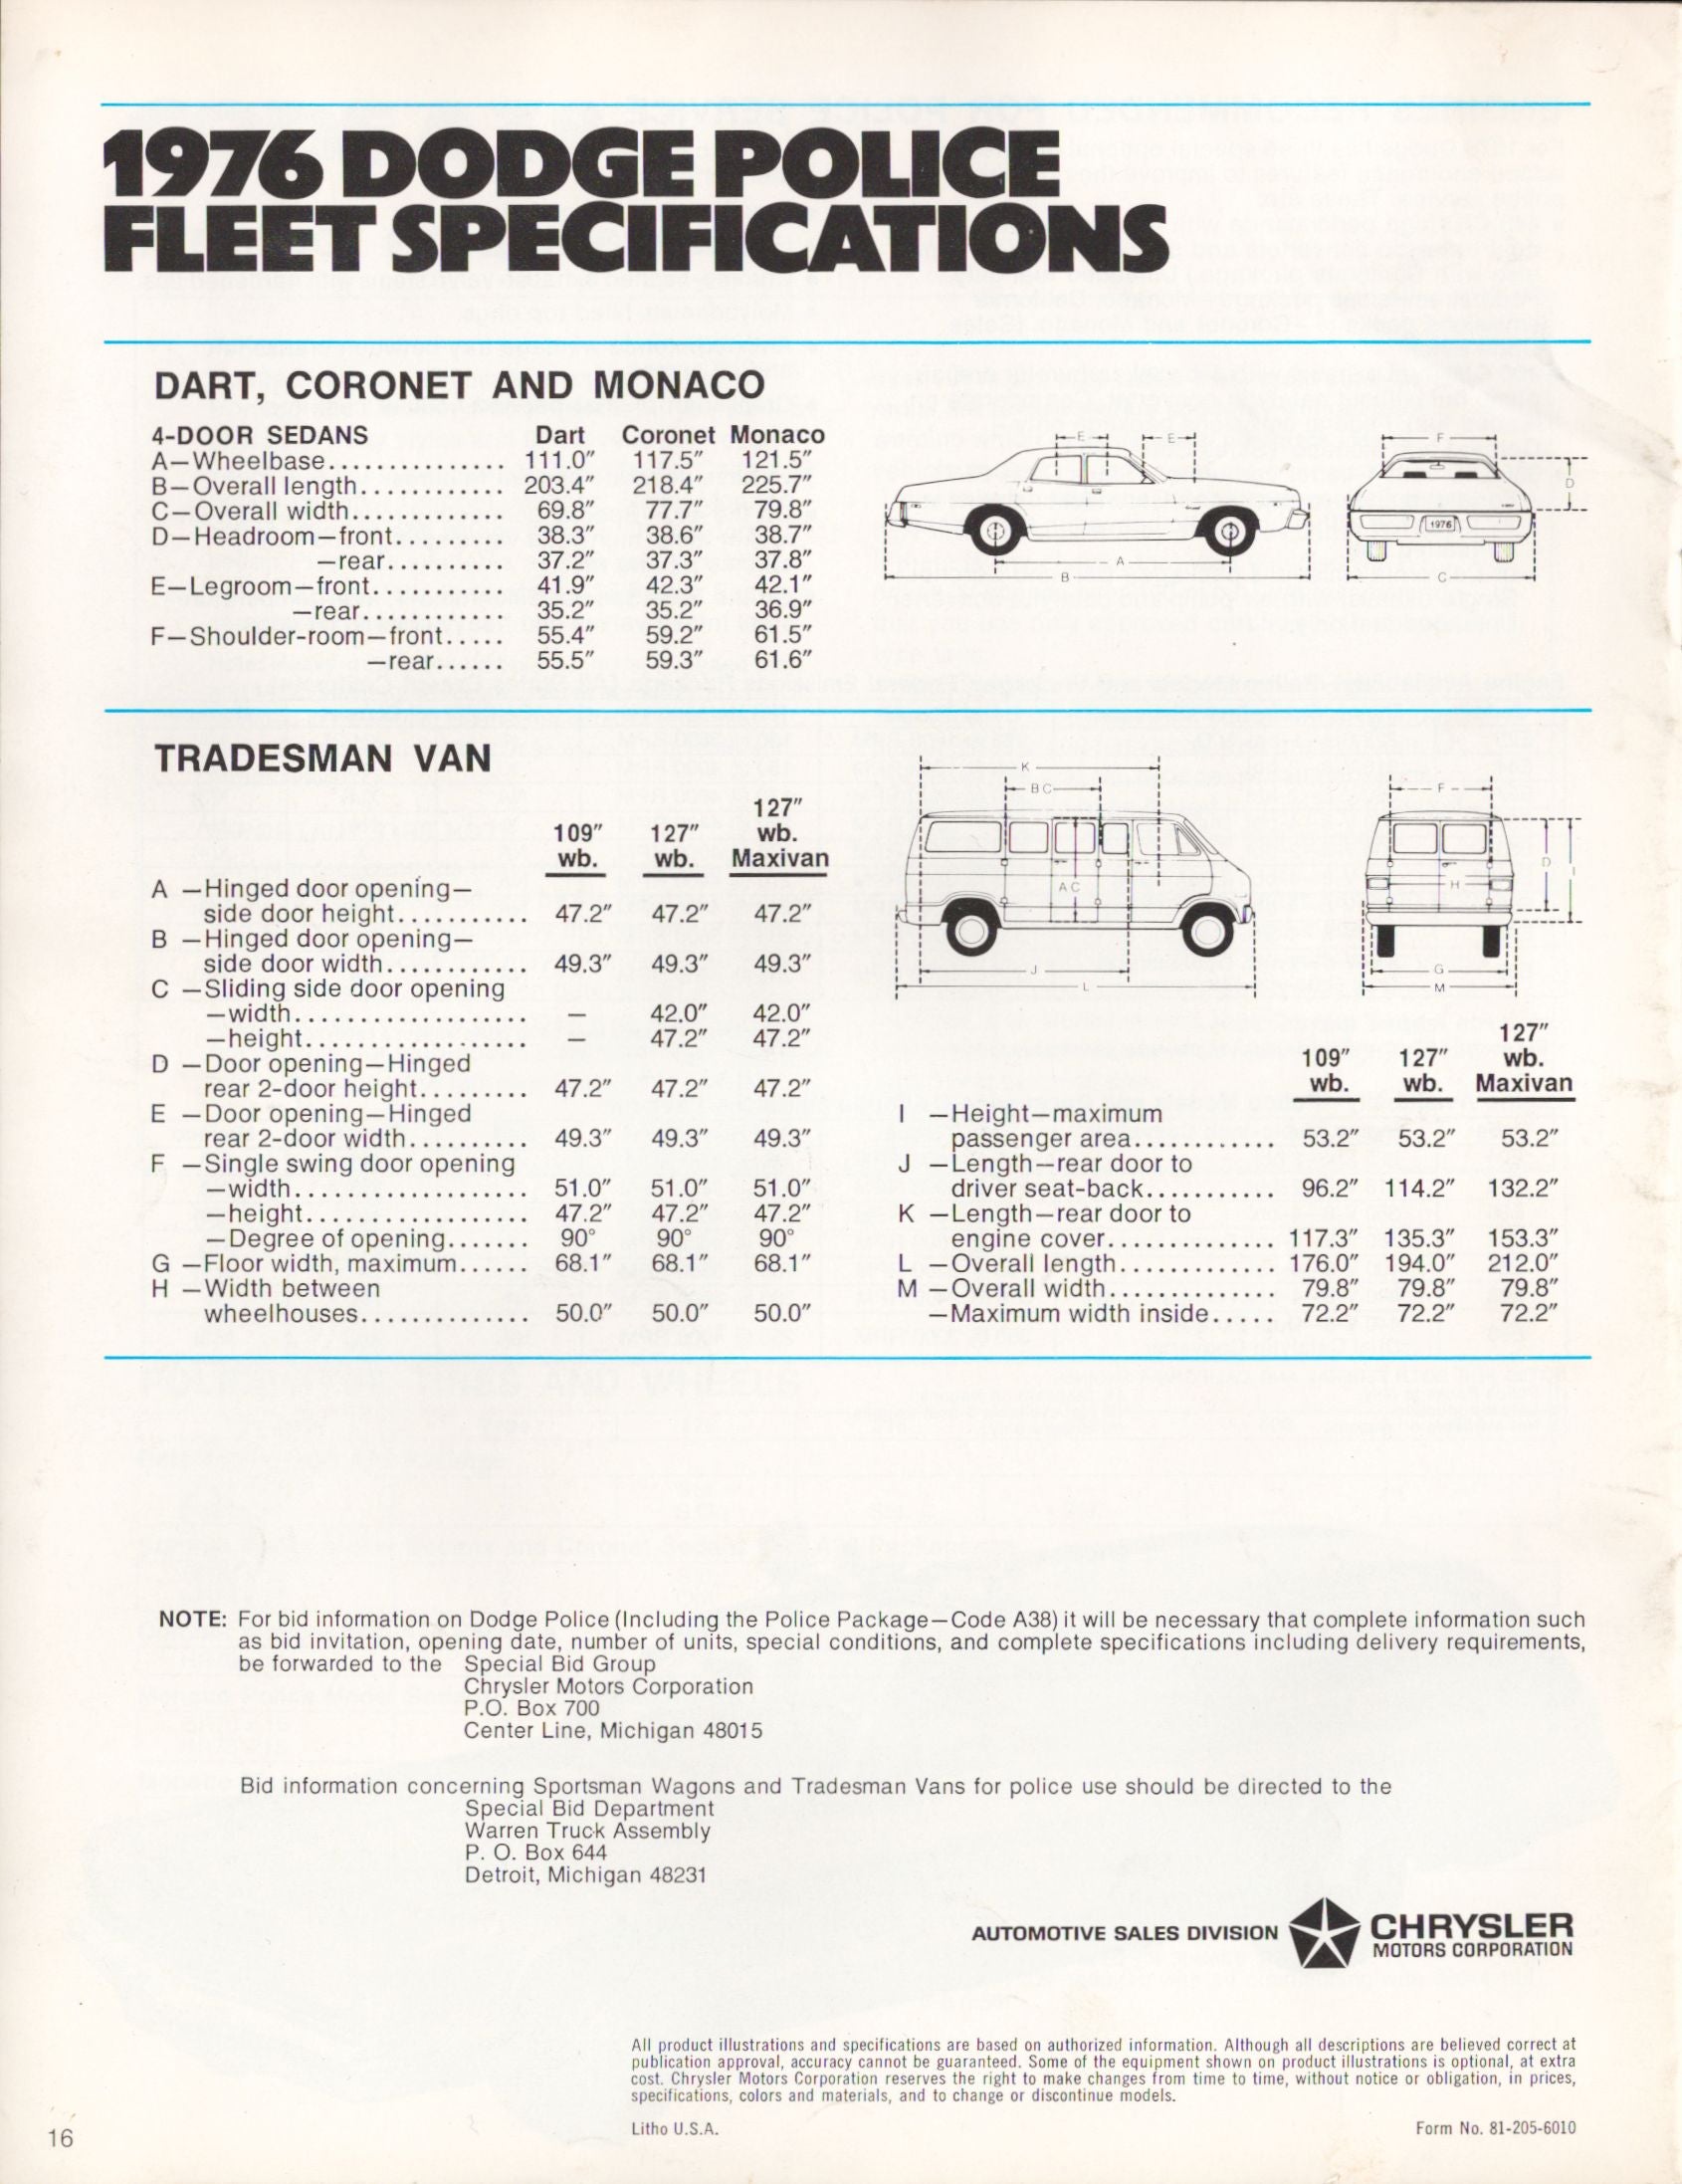 1976 DODGE POLICE
FLEET SPECIFICATIONS
DART, CORONET AND MONACO
4-DOOR SEDANS Dart Coronet Monaco
A—Wheelbase............... 111.0″ 117.5″ 121.5″
B—Overall length............ 203.4″ 218.4″ 225.7″
C—Overall width............. 69.8″ 77.7″ 79.8″
D—Headroom—front......... 38.3″ 38.6″ 38.7″
—rear.......... 37.2″ 37.3″ 37.8″
E—Legroom—front........... 41.9″ 42.3″ 42.1″
—rear............ 35.2″ 35.2″ 36.9″
F—Shoulder-room—front..... 55.4″ 59.2″ 61.5″
—rear...... 55.5″ 59.3″ 61.6″
E E F
D
1976
A
B C
TRADESMAN VAN
109″ wb. 127″ wb. 127″ wb. Maxivan
A —Hinged door opening—
side door height........... 47.2″ 47.2″ 47.2″
B —Hinged door opening—
side door width............ 49.3″ 49.3″ 49.3″
C —Sliding side door opening
—width.................. — 42.0″ 42.0″
—height................. — 47.2″ 47.2″
D —Door opening—Hinged
rear 2-door height......... 47.2″ 47.2″ 47.2″
E —Door opening—Hinged
rear 2-door width.......... 49.3″ 49.3″ 49.3″
F —Single swing door opening
—width.................. 51.0″ 51.0″ 51.0″
—height................. 47.2″ 47.2″ 47.2″
—Degree of opening....... 90° 90° 90°
G —Floor width, maximum...... 68.1″ 68.1″ 68.1″
H —Width between
wheelhouses............. 50.0″ 50.0″ 50.0″
K
B C F
A C
D I
H
J G
L M
109″ wb. 127″ wb. 127″ wb. Maxivan
I —Height—maximum
passenger area........... 53.2″ 53.2″ 53.2″
J —Length—rear door to
driver seat-back.......... 96.2″ 114.2″ 132.2″
K —Length—rear door to
engine cover............. 117.3″ 135.3″ 153.3″
L —Overall length............ 176.0″ 194.0″ 212.0″
M —Overall width............. 79.8″ 79.8″ 79.8″
—Maximum width inside..... 72.2″ 72.2″ 72.2″
NOTE: For bid information on Dodge Police (Including the Police Package—Code A38) it will be necessary that complete information such
as bid invitation, opening date, number of units, special conditions, and complete specifications including delivery requirements,
be forwarded to the Special Bid Group
Chrysler Motors Corporation
P.O. Box 700
Center Line, Michigan 48015
Bid information concerning Sportsman Wagons and Tradesman Vans for police use should be directed to the
Special Bid Department
Warren Truck Assembly
P. O. Box 644
Detroit, Michigan 48231
AUTOMOTIVE SALES DIVISION CHRYSLER
MOTORS CORPORATION
All product illustrations and specifications are based on authorized information. Although all descriptions are believed correct at
publication approval, accuracy cannot be guaranteed. Some of the equipment shown on product illustrations is optional, at extra
cost. Chrysler Motors Corporation reserves the right to make changes from time to time, without notice or obligation, in prices,
specifications, colors and materials, and to change or discontinue models.
Litho U.S.A. Form No. 81-205-6010
16